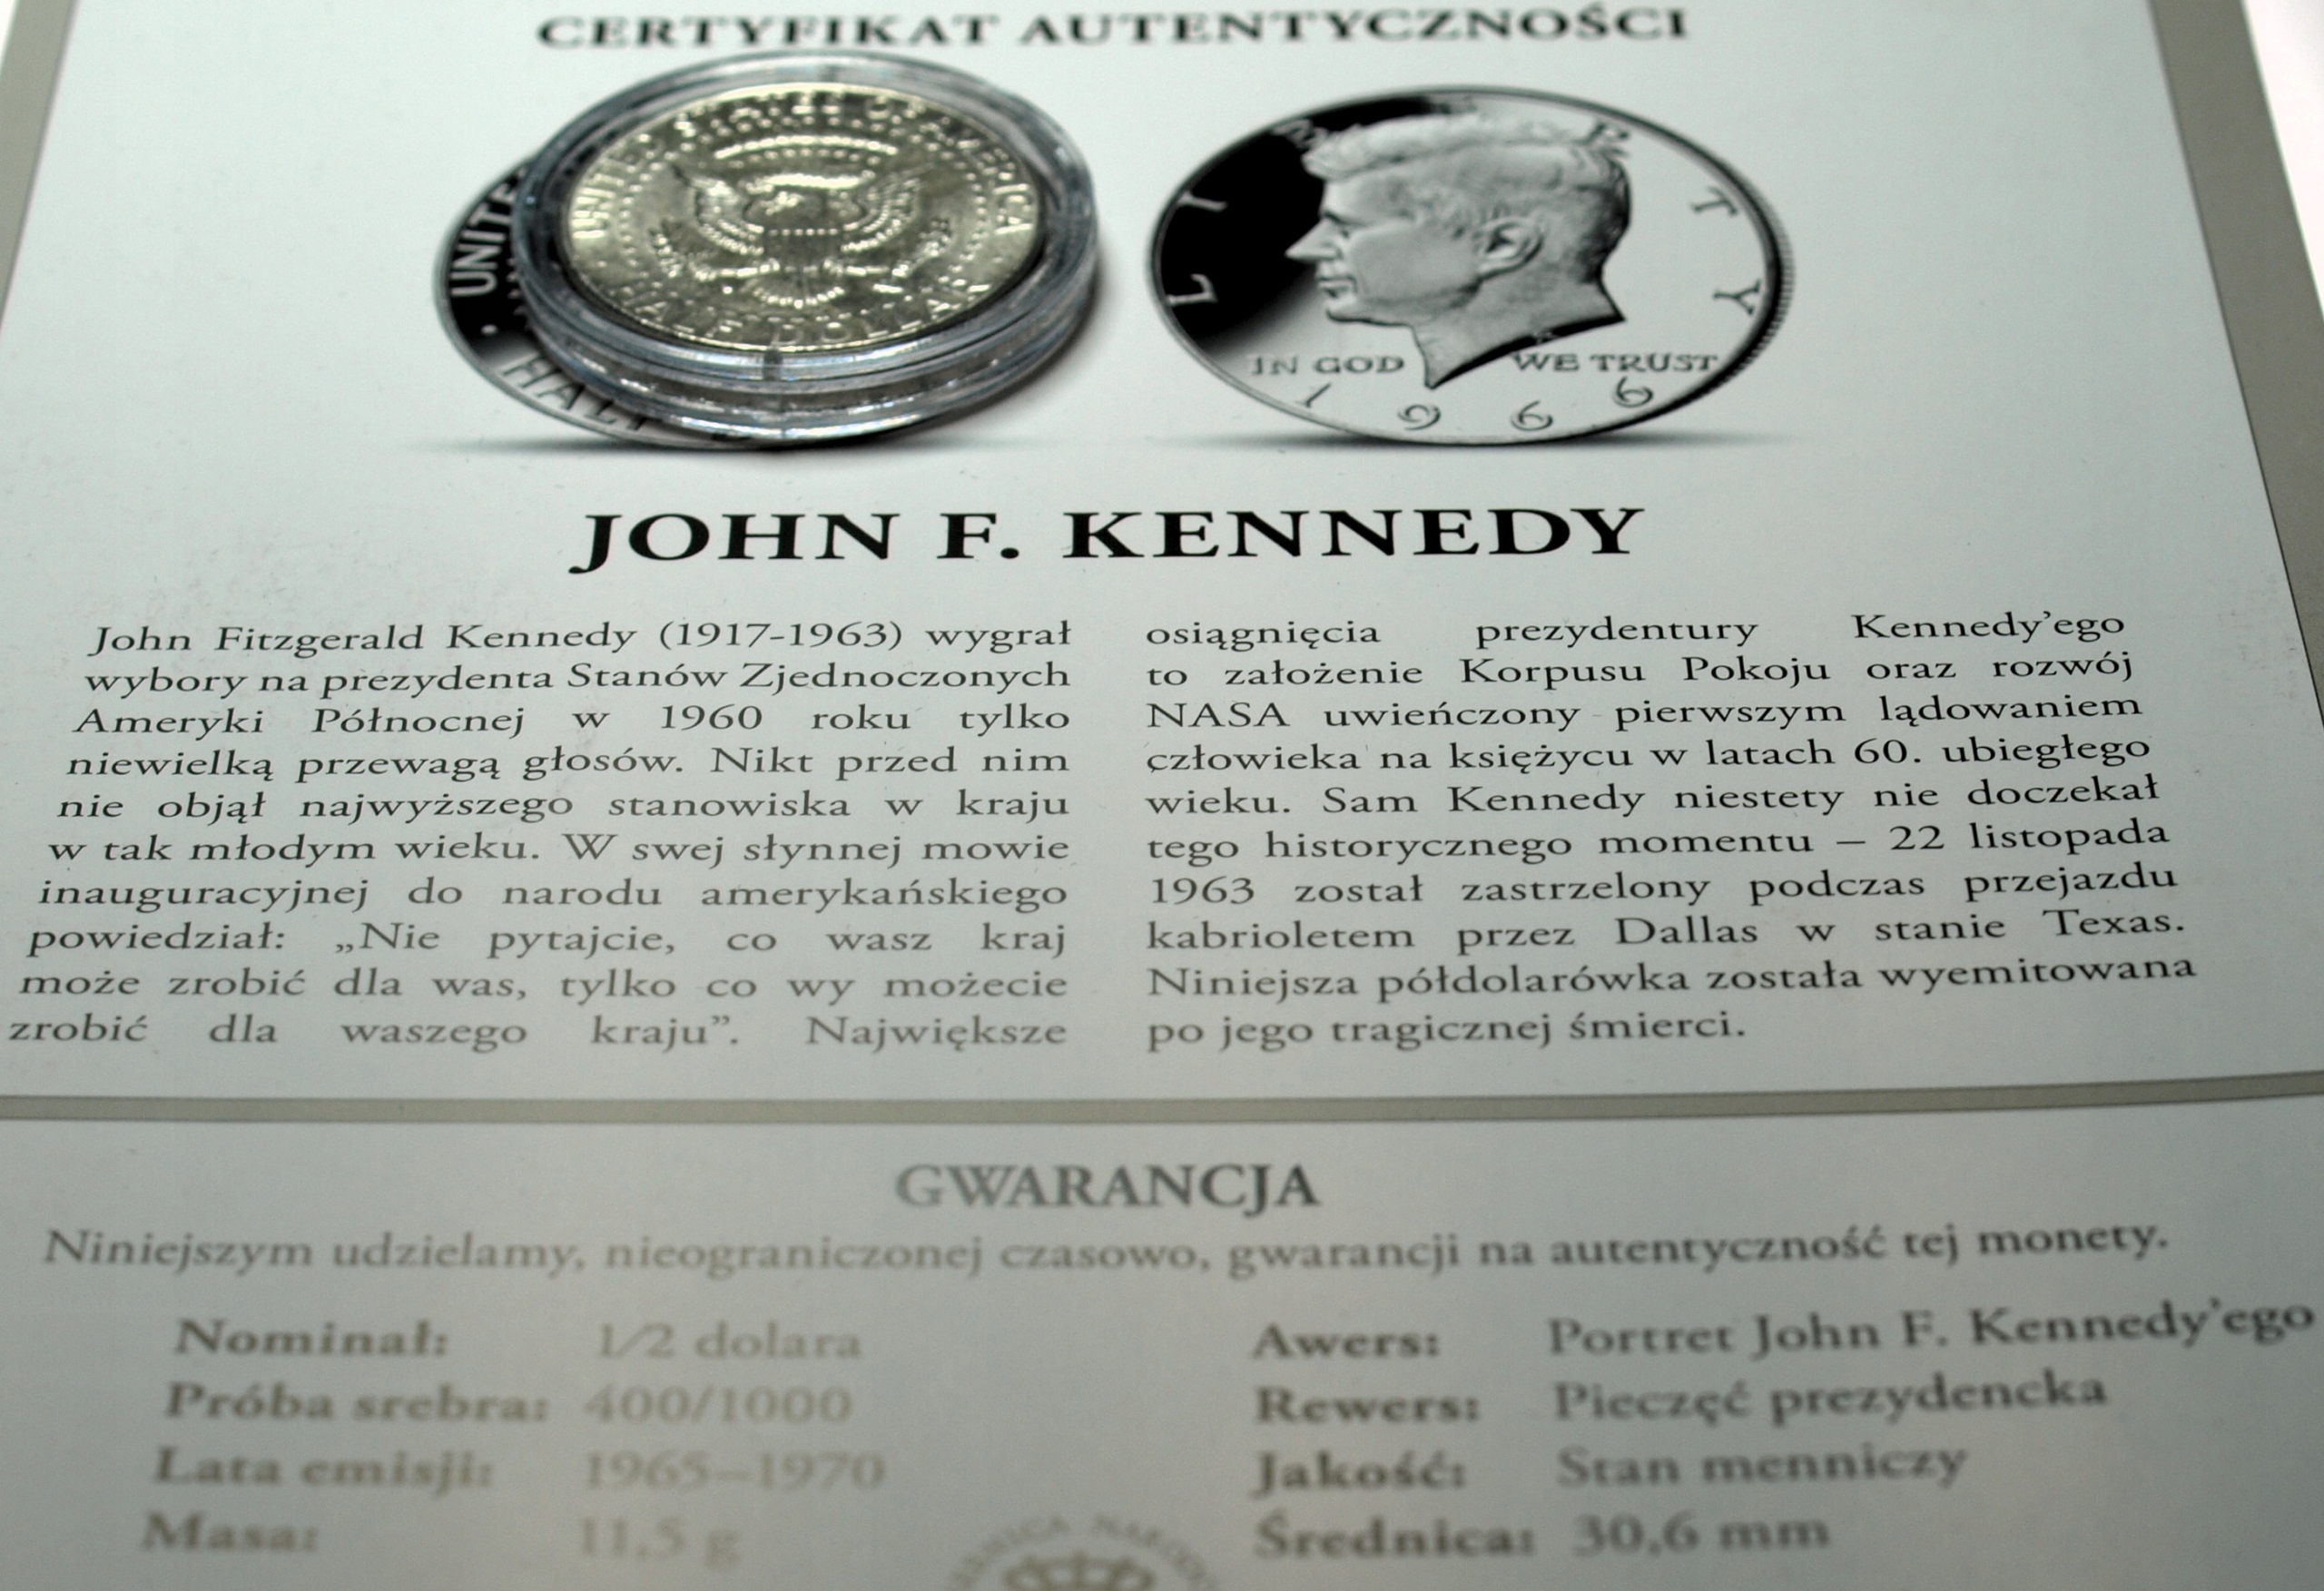 CERTYFIKAT AUTENTYCZNOŚCI
UNITED STATES OF AMERICA
HALF DOLLAR
UNITE
HALF
LIBERTY
IN GOD WE TRUST
1966
JOHN F. KENNEDY
John Fitzgerald Kennedy (1917-1963) wygrał
wybory na prezydenta Stanów Zjednoczonych
Ameryki Północnej w 1960 roku tylko
niewielką przewagą głosów. Nikt przed nim
nie objął najwyższego stanowiska w kraju
w tak młodym wieku. W swej słynnej mowie
inauguracyjnej do narodu amerykańskiego
powiedział: „Nie pytajcie, co wasz kraj
może zrobić dla was, tylko co wy możecie
zrobić dla waszego kraju”. Największe
osiągnięcia prezydentury Kennedy’ego
to założenie Korpusu Pokoju oraz rozwój
NASA uwieńczony pierwszym lądowaniem
człowieka na księżycu w latach 60. ubiegłego
wieku. Sam Kennedy niestety nie doczekał
tego historycznego momentu – 22 listopada
1963 został zastrzelony podczas przejazdu
kabrioletem przez Dallas w stanie Texas.
Niniejsza półdolarówka została wyemitowana
po jego tragicznej śmierci.
GWARANCJA
Niniejszym udzielamy, nieograniczonej czasowo, gwarancji na autentyczność tej monety.
Nominał: 1/2 dolara
Próba srebra: 400/1000
Lata emisji: 1965–1970
Masa: 11,5 g
Awers: Portret John F. Kennedy’ego
Rewers: Pieczęć prezydencka
Jakość: Stan menniczy
Średnica: 30,6 mm